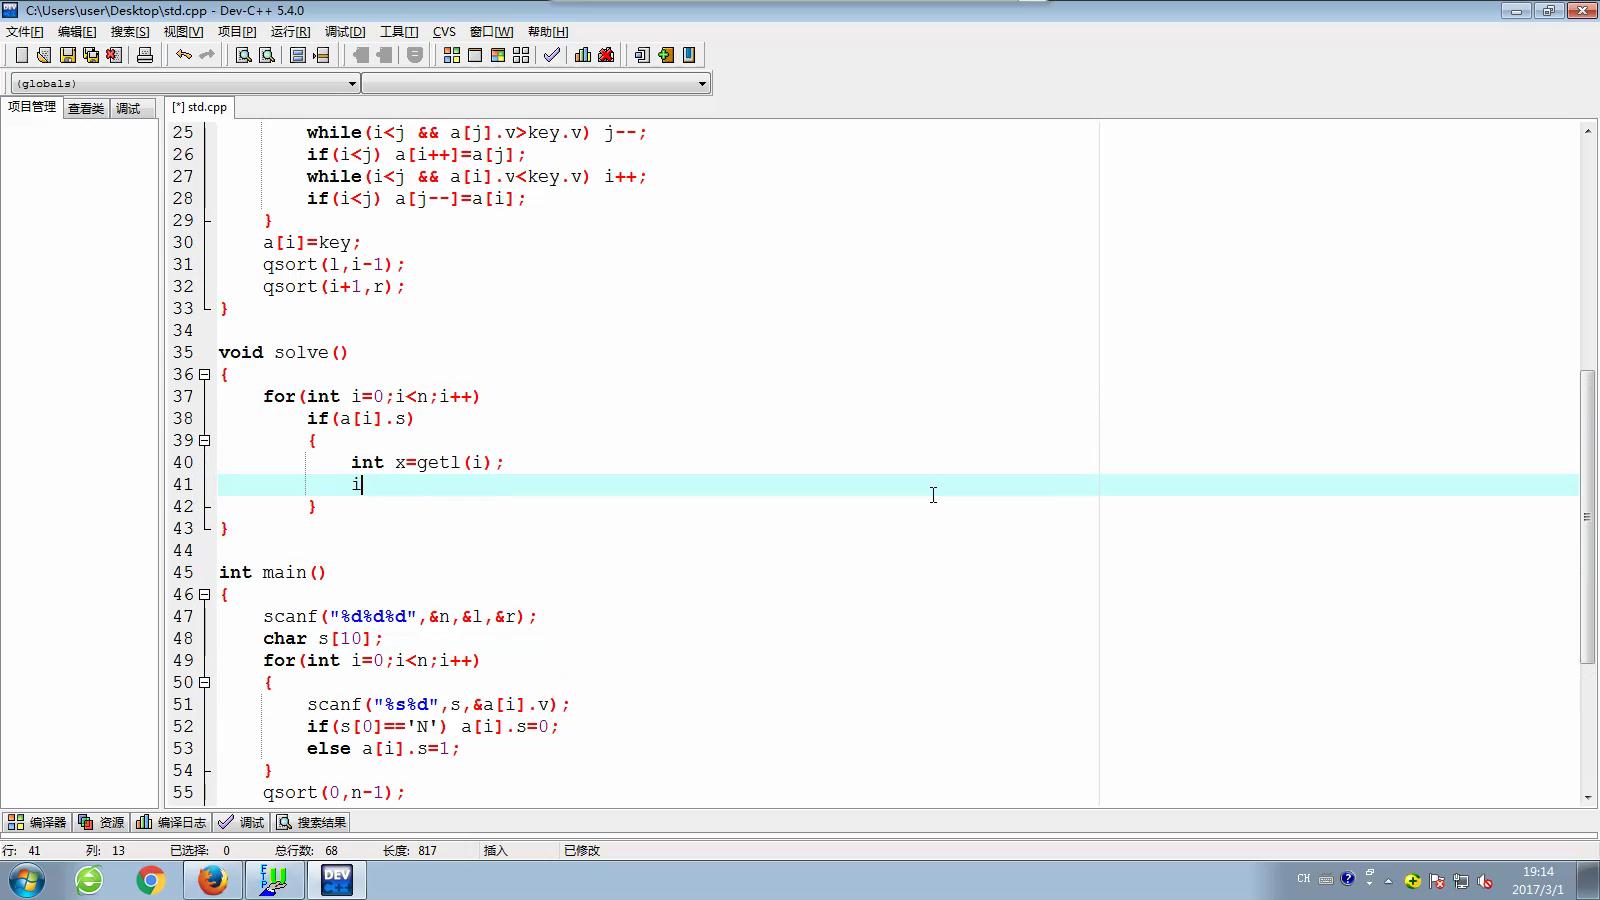 C:\Users\user\Desktop\std.cpp - Dev-C++ 5.4.0
文件[F] 编辑[E] 搜索[S] 视图[V] 项目[P] 运行[R] 调试[D] 工具[T] CVS 窗口[W] 帮助[H]
(globals)
项目管理 查看类 调试 [*] std.cpp
25 while(i<j && a[j].v>key.v) j--;
26 if(i<j) a[i++]=a[j];
27 while(i<j && a[i].v<key.v) i++;
28 if(i<j) a[j--]=a[i];
29 }
30 a[i]=key;
31 qsort(l,i-1);
32 qsort(i+1,r);
33 }
34
35 void solve()
36 {
37 for(int i=0;i<n;i++)
38 if(a[i].s)
39 {
40 int x=getl(i);
41 i
42 }
43 }
44
45 int main()
46 {
47 scanf("%d%d%d",&n,&l,&r);
48 char s[10];
49 for(int i=0;i<n;i++)
50 {
51 scanf("%s%d",s,&a[i].v);
52 if(s[0]=='N') a[i].s=0;
53 else a[i].s=1;
54 }
55 qsort(0,n-1);
编译器 资源 编译日志 调试 搜索结果
行: 41 列: 13 已选择: 0 总行数: 68 长度: 817 插入 已修改
FTP DEV C++ CH 19:14
2017/3/1